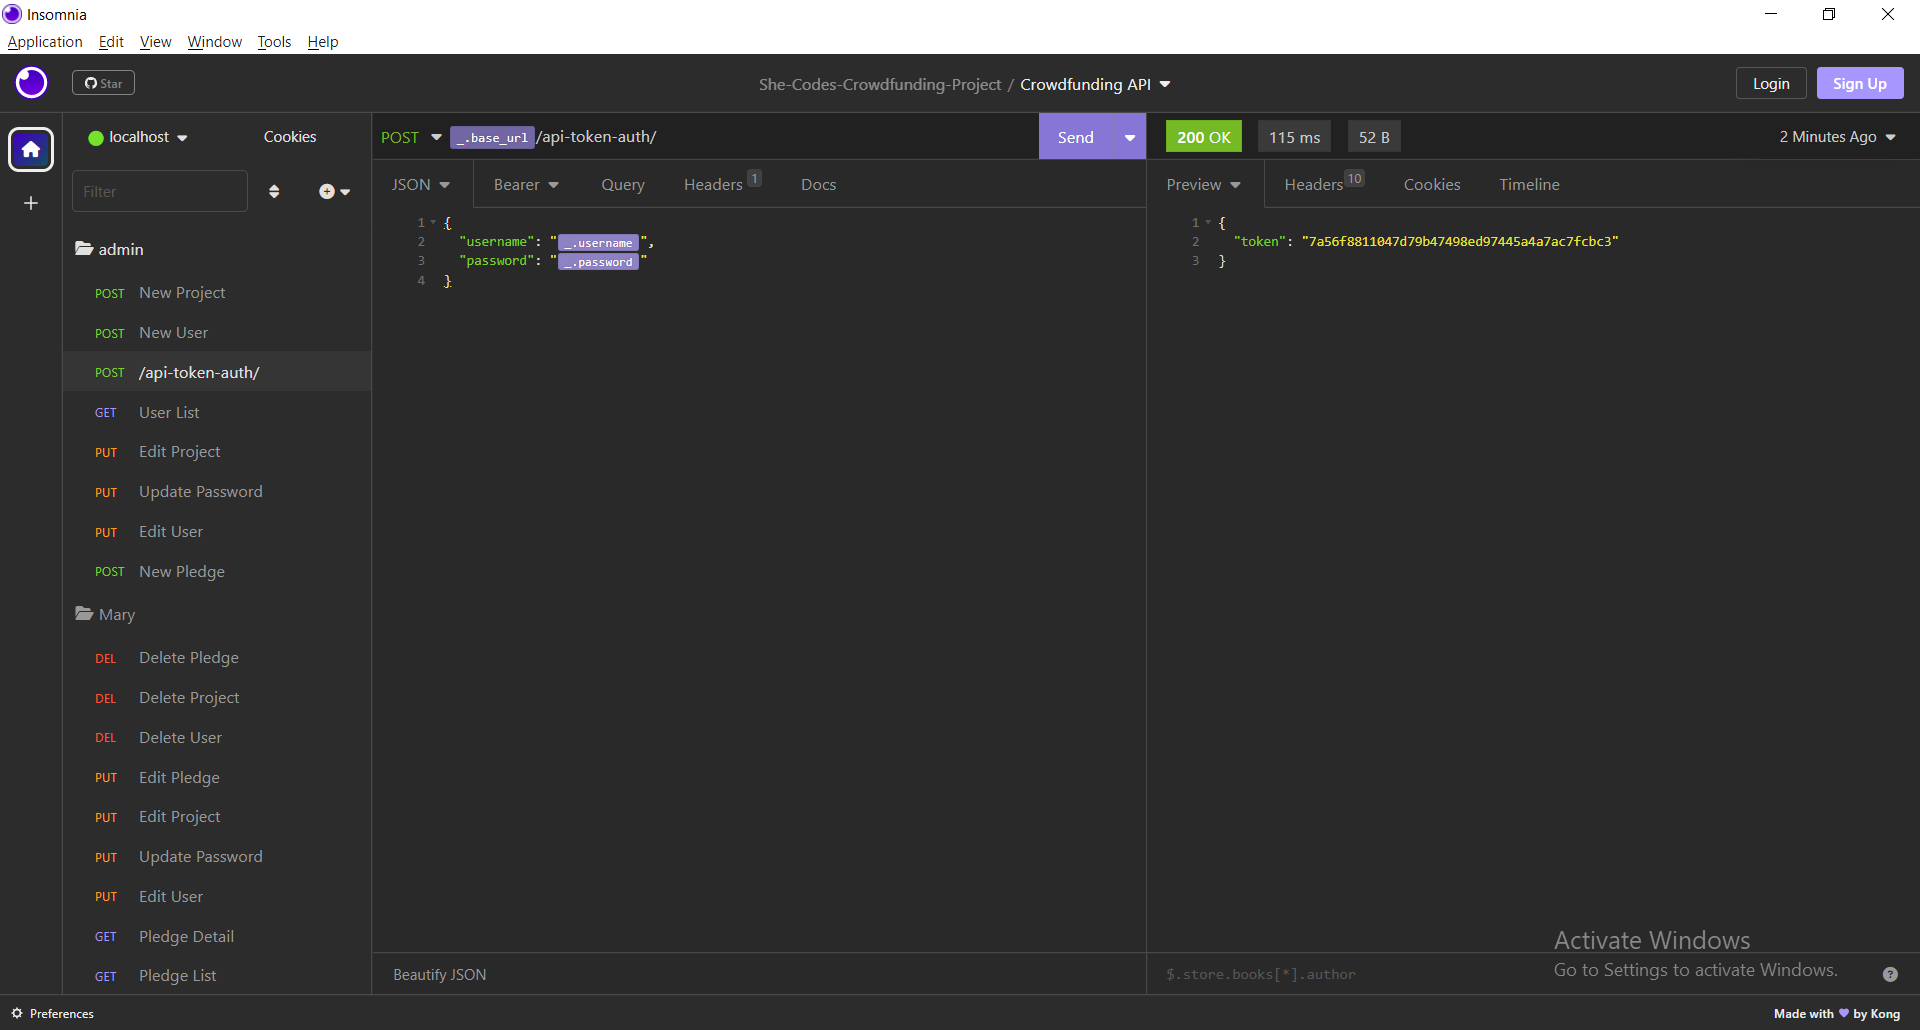 Insomnia
Application Edit View Window Tools Help
Star
She-Codes-Crowdfunding-Project / Crowdfunding API
Login
Sign Up
localhost
Cookies
Filter
admin
POST New Project
POST New User
POST /api-token-auth/
GET User List
PUT Edit Project
PUT Update Password
PUT Edit User
POST New Pledge
Mary
DEL Delete Pledge
DEL Delete Project
DEL Delete User
PUT Edit Pledge
PUT Edit Project
PUT Update Password
PUT Edit User
GET Pledge Detail
GET Pledge List
POST _.base_url /api-token-auth/
Send
JSON Bearer Query Headers 1 Docs
1 {
2 "username": " _.username ",
3 "password": " _.password "
4 }
Beautify JSON
200 OK 115 ms 52 B
2 Minutes Ago
Preview Headers 10 Cookies Timeline
1 {
2 "token": "7a56f8811047d79b47498ed97445a4a7ac7fcbc3"
3 }
$.store.books[*].author
Activate Windows
Go to Settings to activate Windows.
Preferences
Made with ♥ by Kong